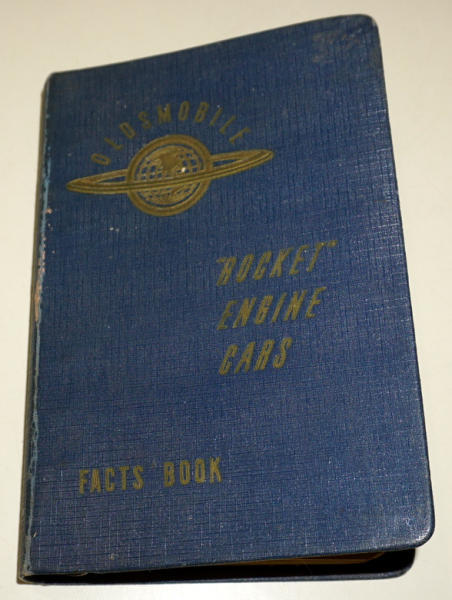 OLDSMOBILE
"ROCKET"
ENGINE
CARS
FACTS BOOK